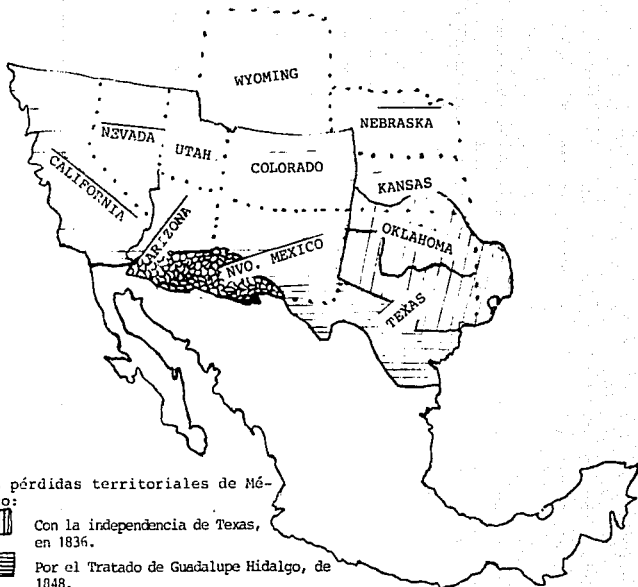 WYOMING
NEBRASKA
NEVADA
UTAH
COLORADO
KANSAS
CALIFORNIA
ARIZONA
NVO. MEXICO
OKLAHOMA
TEXAS
pérdidas territoriales de Mé-
o:
Con la independencia de Texas,
en 1836.
Por el Tratado de Guadalupe Hidalgo, de
1848.